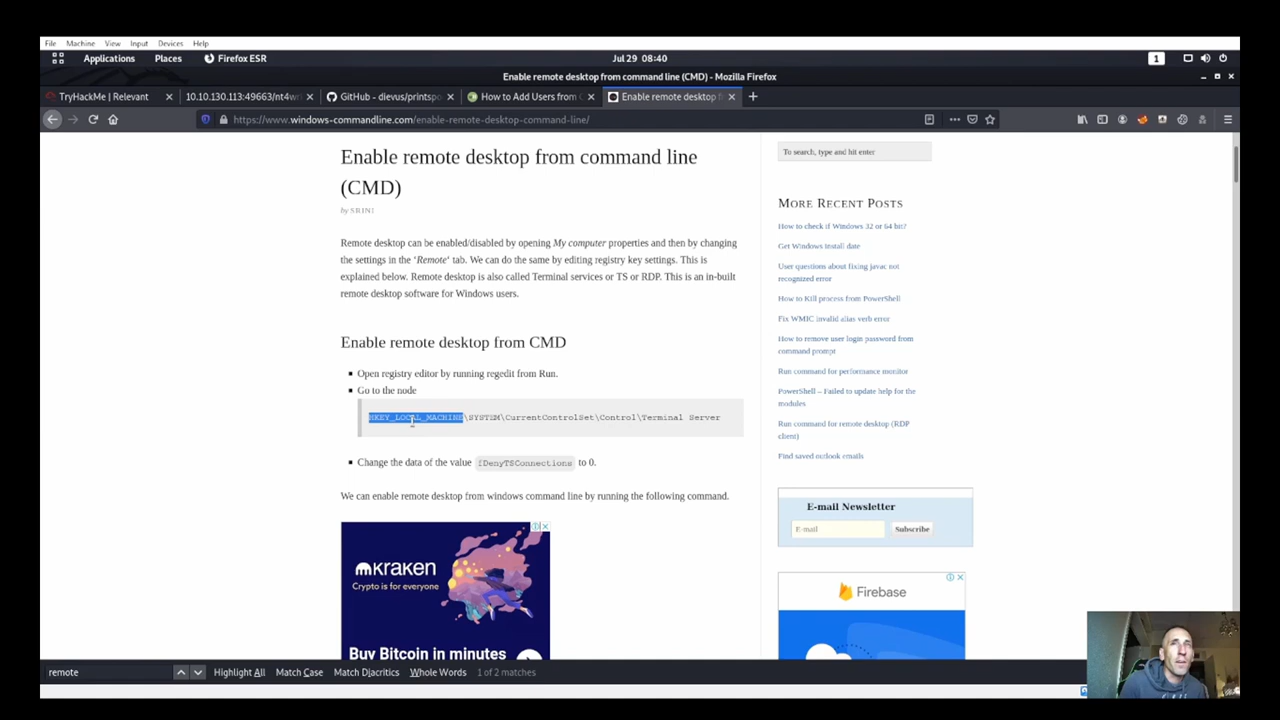 File Machine View Input Devices Help
Applications Places Firefox ESR Jul 29 08:40 1
Enable remote desktop from command line (CMD) - Mozilla Firefox
TryHackMe | Relevant 10.10.130.113:49663/nt4wr GitHub - dievus/printspo How to Add Users from C Enable remote desktop f
https://www.windows-commandline.com/enable-remote-desktop-command-line/
Enable remote desktop from command line
(CMD)
by SRINI
Remote desktop can be enabled/disabled by opening My computer properties and then by changing
the settings in the 'Remote' tab. We can do the same by editing registry key settings. This is
explained below. Remote desktop is also called Terminal services or TS or RDP. This is an in-built
remote desktop software for Windows users.
Enable remote desktop from CMD
Open registry editor by running regedit from Run.
Go to the node
HKEY_LOCAL_MACHINE\SYSTEM\CurrentControlSet\Control\Terminal Server
Change the data of the value fDenyTSConnections to 0.
We can enable remote desktop from windows command line by running the following command.
mKraken
Crypto is for everyone
Buy Bitcoin in minutes
To search, type and hit enter
MORE RECENT POSTS
How to check if Windows 32 or 64 bit?
Get Windows install date
User questions about fixing javac not
recognized error
How to Kill process from PowerShell
Fix WMIC invalid alias verb error
How to remove user login password from
command prompt
Run command for performance monitor
PowerShell – Failed to update help for the
modules
Run command for remote desktop (RDP
client)
Find saved outlook emails
E-mail Newsletter
E-mail Subscribe
Firebase
remote Highlight All Match Case Match Diacritics Whole Words 1 of 2 matches